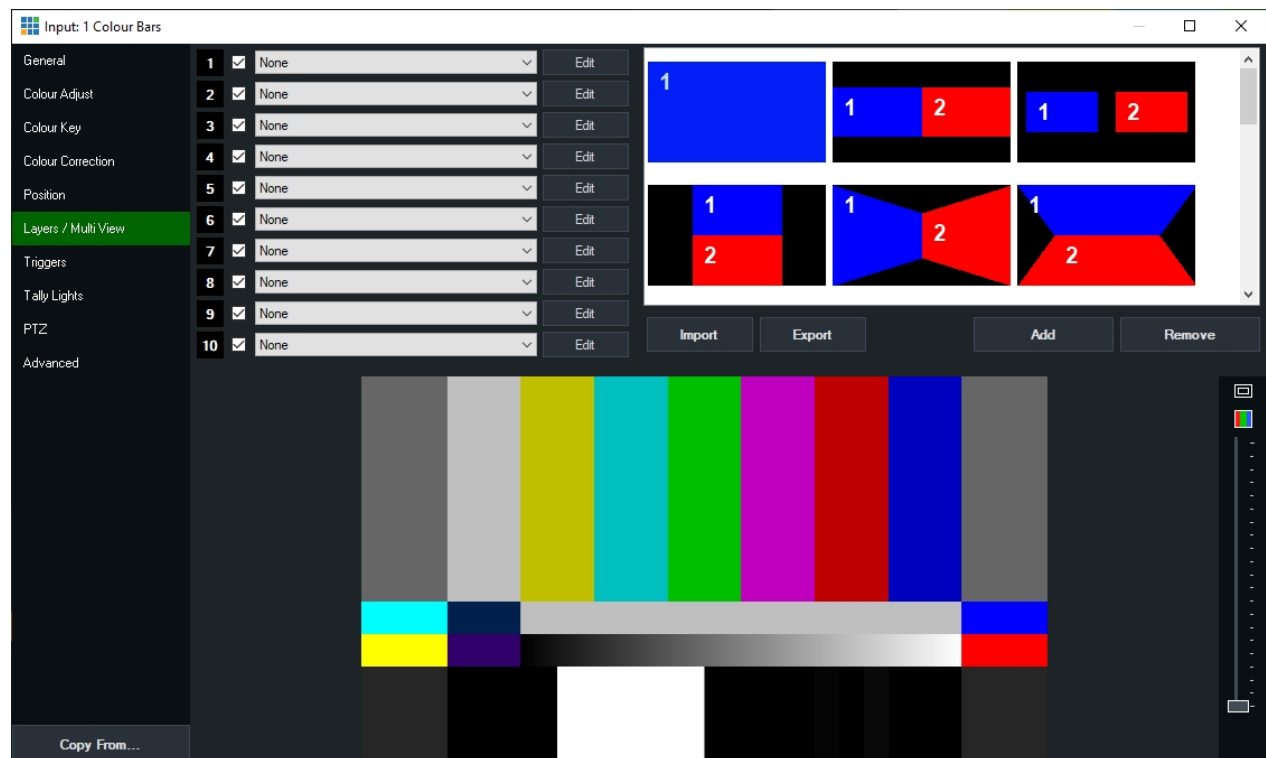 Input: 1 Colour Bars
General
Colour Adjust
Colour Key
Colour Correction
Position
Layers / Multi View
Triggers
Tally Lights
PTZ
Advanced
Copy From...
1 None Edit
2 None Edit
3 None Edit
4 None Edit
5 None Edit
6 None Edit
7 None Edit
8 None Edit
9 None Edit
10 None Edit
1
1 2
1 2
1
2
1
2
1
2
Import Export Add Remove